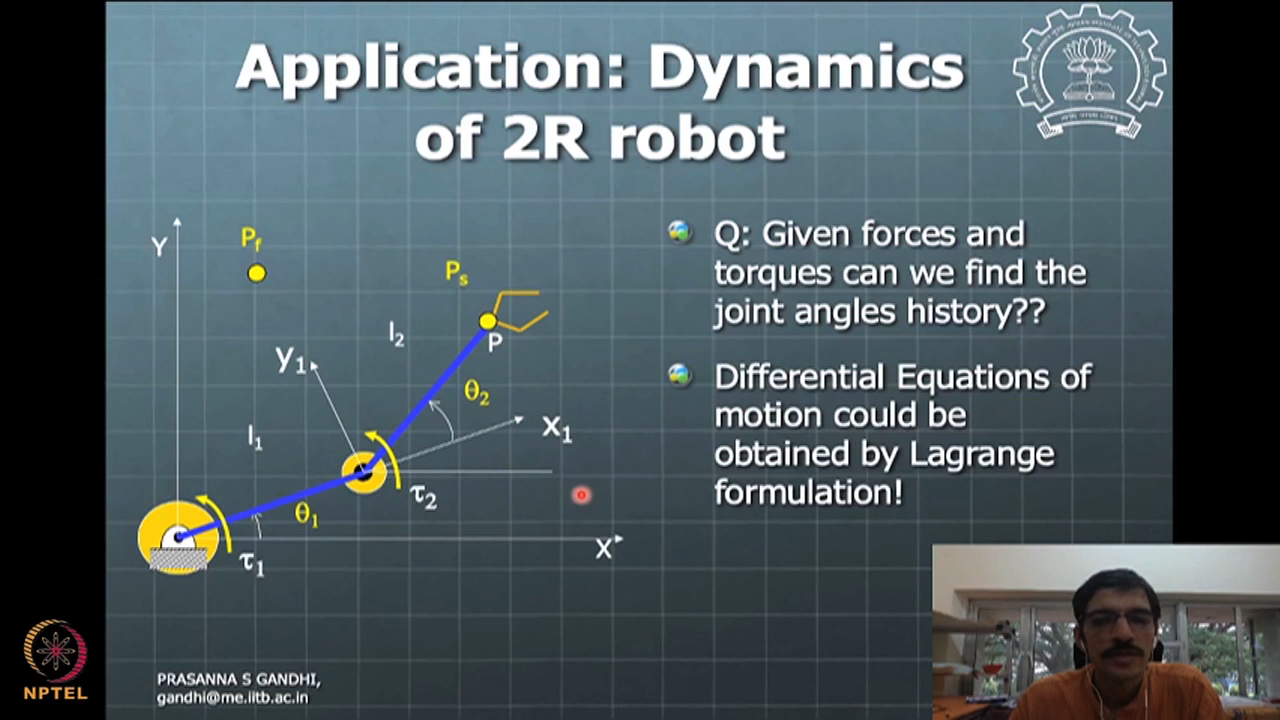 Application: Dynamics
of 2R robot
Y
Pf
Ps
l2
P
y1
θ2
x1
l1
τ2
θ1
τ1
X
Q: Given forces and
torques can we find the
joint angles history??
Differential Equations of
motion could be
obtained by Lagrange
formulation!
PRASANNA S GANDHI,
gandhi@me.iitb.ac.in
NPTEL